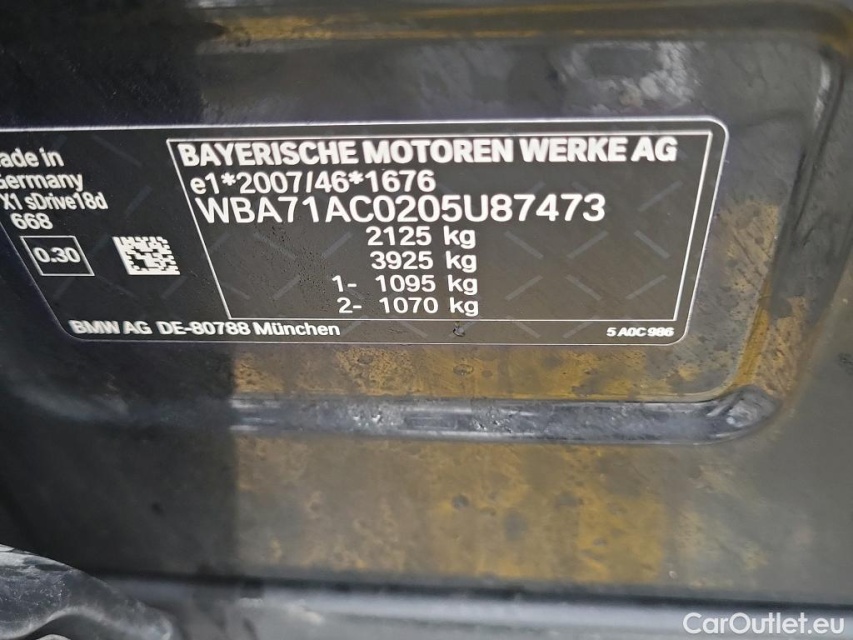 ade in
Germany
X1 sDrive18d
668
0.30
BAYERISCHE MOTOREN WERKE AG
e1*2007/46*1676
WBA71AC0205U87473
2125 kg
3925 kg
1- 1095 kg
2- 1070 kg
BMW AG DE-80788 München
5 A0C 986
CarOutlet.eu